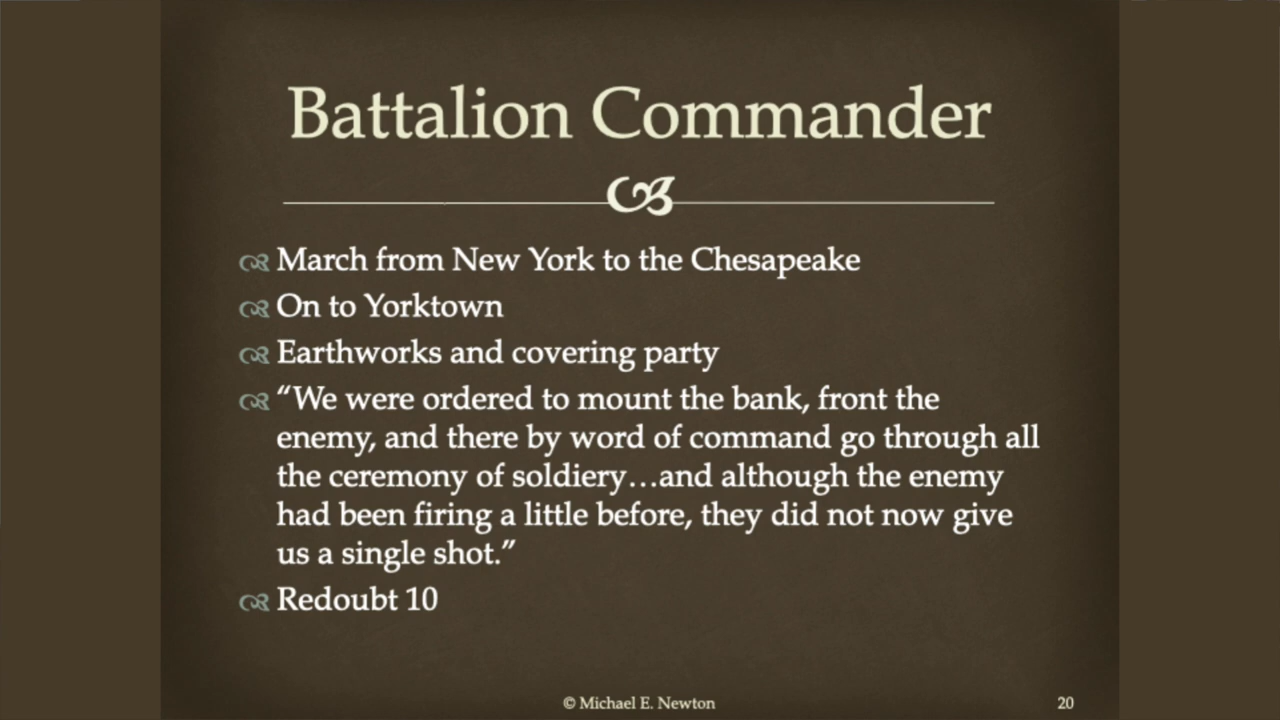 Battalion Commander
March from New York to the Chesapeake
On to Yorktown
Earthworks and covering party
“We were ordered to mount the bank, front the
enemy, and there by word of command go through all
the ceremony of soldiery…and although the enemy
had been firing a little before, they did not now give
us a single shot.”
Redoubt 10
© Michael E. Newton
20